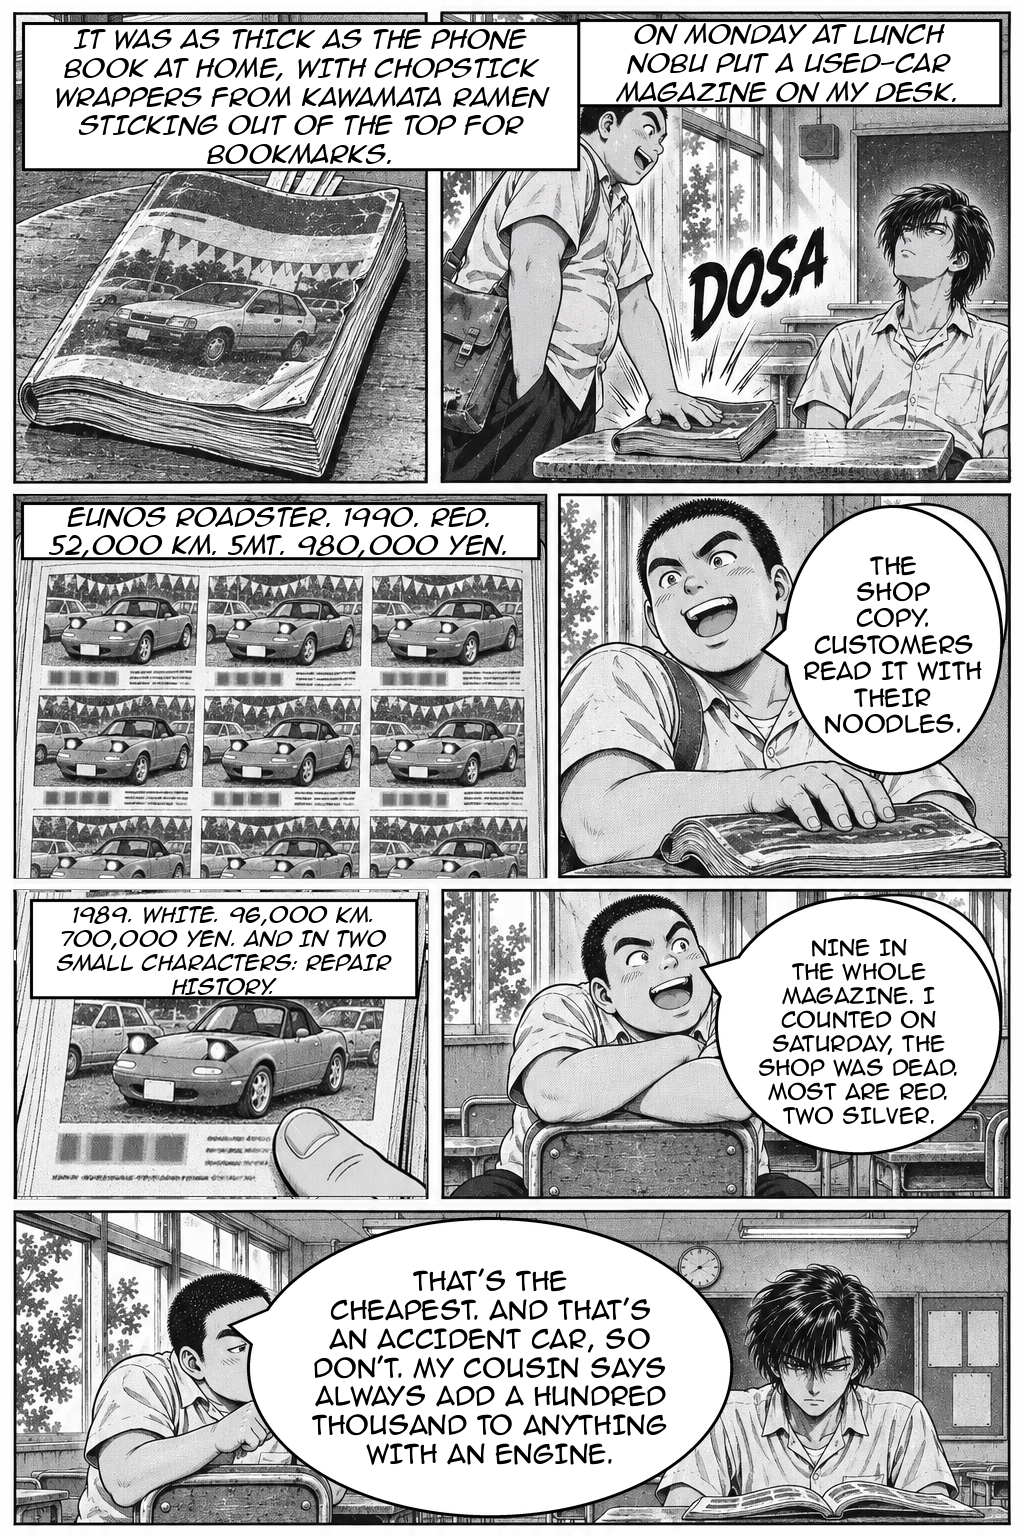 ON MONDAY AT LUNCH
NOBU PUT A USED-CAR
MAGAZINE ON MY DESK.
DOSA
IT WAS AS THICK AS THE PHONE
BOOK AT HOME, WITH CHOPSTICK
WRAPPERS FROM KAWAMATA RAMEN
STICKING OUT OF THE TOP FOR
BOOKMARKS.
THE
SHOP
COPY.
CUSTOMERS
READ IT WITH
THEIR
NOODLES.
EUNOS ROADSTER. 1990. RED.
52,000 KM. 5MT. 980,000 YEN.
NINE IN
THE WHOLE
MAGAZINE. I
COUNTED ON
SATURDAY, THE
SHOP WAS DEAD.
MOST ARE RED.
TWO SILVER.
1989. WHITE. 96,000 KM.
700,000 YEN. AND IN TWO
SMALL CHARACTERS: REPAIR
HISTORY.
THAT'S THE
CHEAPEST. AND THAT'S
AN ACCIDENT CAR, SO
DON'T. MY COUSIN SAYS
ALWAYS ADD A HUNDRED
THOUSAND TO ANYTHING
WITH AN ENGINE.